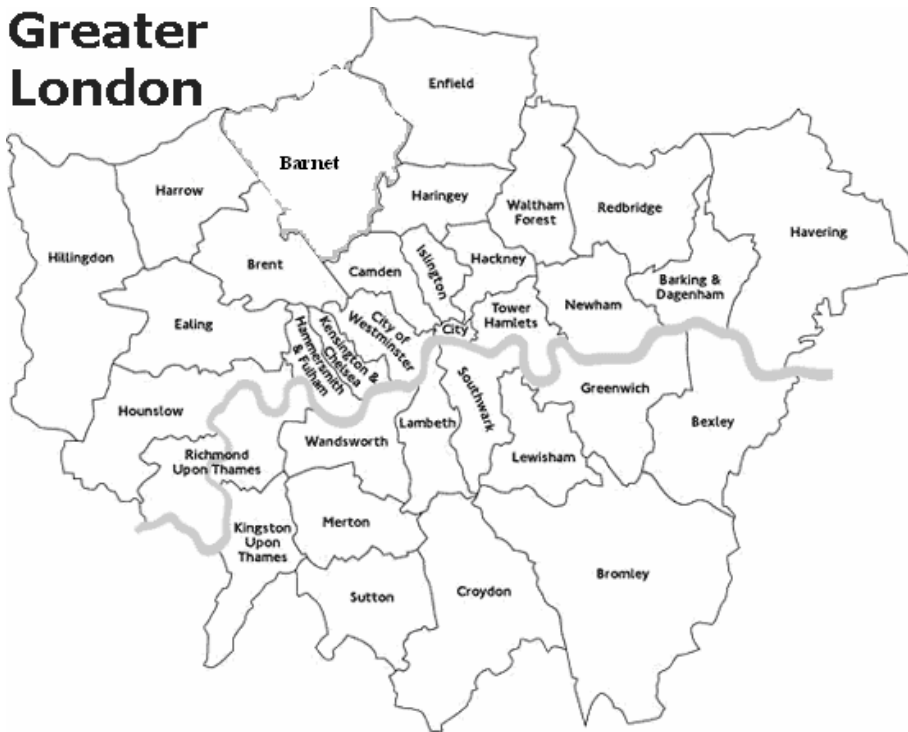 Greater
London
Enfield
Barnet
Harrow
Haringey
Waltham
Forest
Redbridge
Havering
Hillingdon
Brent
Camden
Islington
Hackney
Barking &
Dagenham
Ealing
City of
Westminster
City
Tower
Hamlets
Newham
Kensington &
Chelsea
Hammersmith
& Fulham
Hounslow
Richmond
Upon Thames
Wandsworth
Lambeth
Southwark
Lewisham
Greenwich
Bexley
Kingston
Upon
Thames
Merton
Sutton
Croydon
Bromley